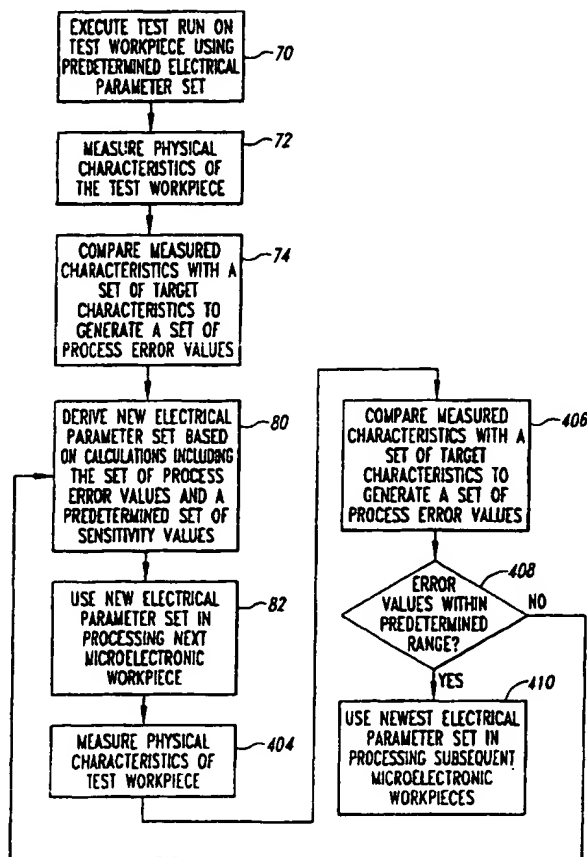 EXECUTE TEST RUN ON
TEST WORKPIECE USING
PREDETERMINED ELECTRICAL
PARAMETER SET
70
MEASURE PHYSICAL
CHARACTERISTICS OF
THE TEST WORKPIECE
72
COMPARE MEASURED
CHARACTERISTICS WITH A
SET OF TARGET
CHARACTERISTICS TO
GENERATE A SET OF
PROCESS ERROR VALUES
74
DERIVE NEW ELECTRICAL
PARAMETER SET BASED
ON CALCULATIONS INCLUDING
THE SET OF PROCESS
ERROR VALUES AND A
PREDETERMINED SET OF
SENSITIVITY VALUES
80
USE NEW ELECTRICAL
PARAMETER SET IN
PROCESSING NEXT
MICROELECTRONIC
WORKPIECE
82
MEASURE PHYSICAL
CHARACTERISTICS OF
TEST WORKPIECE
404
COMPARE MEASURED
CHARACTERISTICS WITH A
SET OF TARGET
CHARACTERISTICS TO
GENERATE A SET OF
PROCESS ERROR VALUES
406
ERROR
VALUES WITHIN
PREDETERMINED
RANGE?
408
NO
YES
USE NEWEST ELECTRICAL
PARAMETER SET IN
PROCESSING SUBSEQUENT
MICROELECTRONIC
WORKPIECES
410